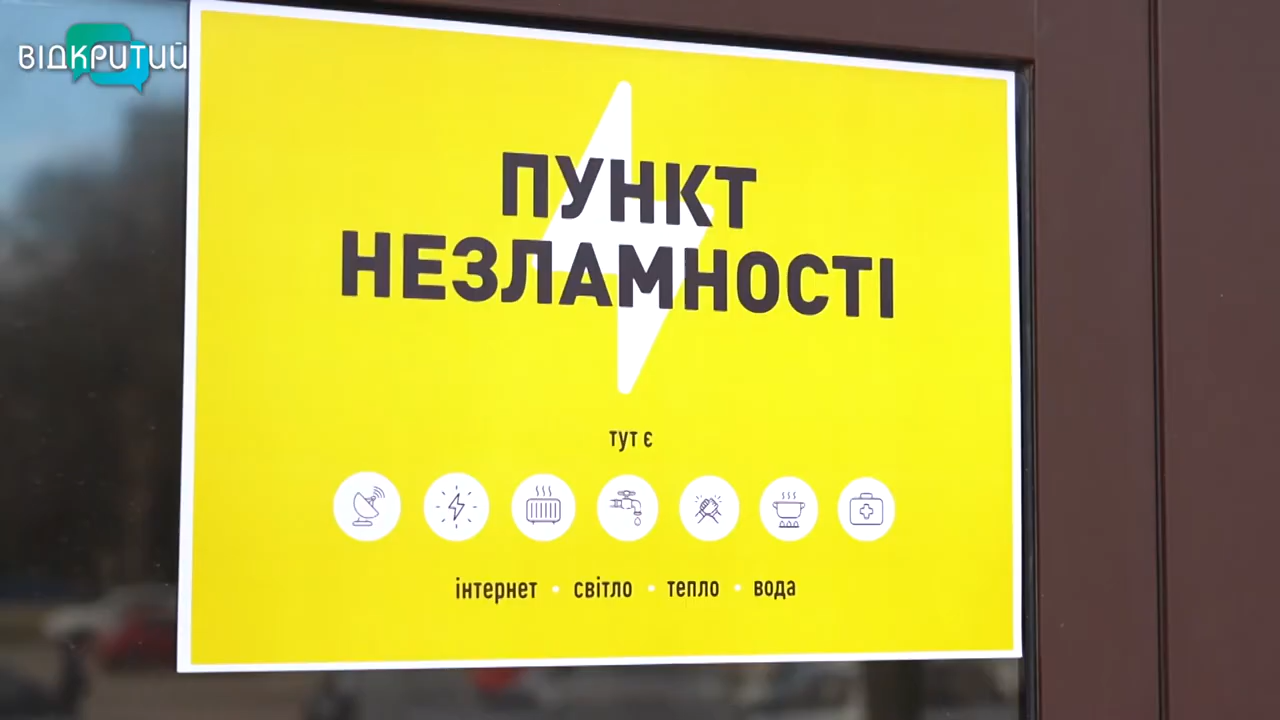 ВІДКРИТИЙ
ПУНКТ
НЕЗЛАМНОСТІ
тут є
інтернет • світло • тепло • вода